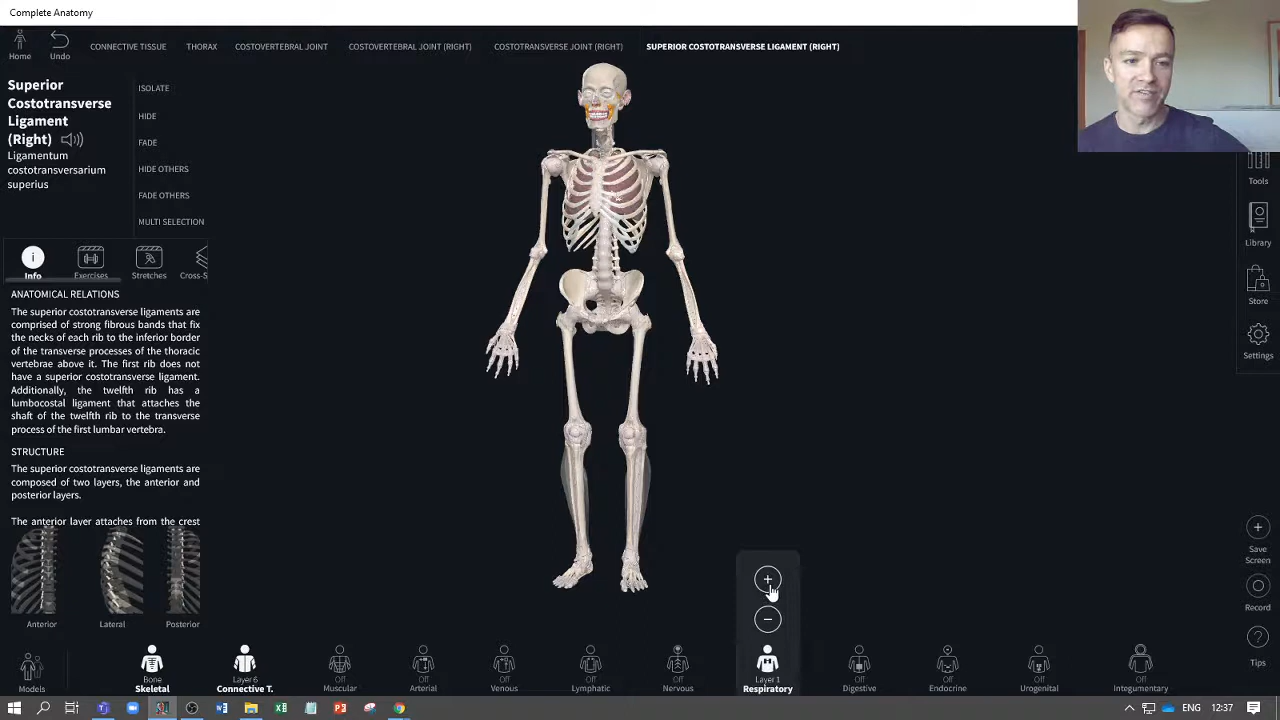 Complete Anatomy
Home
Undo
CONNECTIVE TISSUE
THORAX
COSTOVERTEBRAL JOINT
COSTOVERTEBRAL JOINT (RIGHT)
COSTOTRANSVERSE JOINT (RIGHT)
SUPERIOR COSTOTRANSVERSE LIGAMENT (RIGHT)
Superior
Costotransverse
Ligament
(Right)
Ligamentum
costotransversarium
superius
ISOLATE
HIDE
FADE
HIDE OTHERS
FADE OTHERS
MULTI SELECTION
Info
Exercises
Stretches
Cross-S
ANATOMICAL RELATIONS
The superior costotransverse ligaments are
comprised of strong fibrous bands that fix
the necks of each rib to the inferior border
of the transverse processes of the thoracic
vertebrae above it. The first rib does not
have a superior costotransverse ligament.
Additionally, the twelfth rib has a
lumbocostal ligament that attaches the
shaft of the twelfth rib to the transverse
process of the first lumbar vertebra.
STRUCTURE
The superior costotransverse ligaments are
composed of two layers, the anterior and
posterior layers.
The anterior layer attaches from the crest
Anterior
Lateral
Posterior
Tools
Library
Store
Settings
Save
Screen
Record
Tips
Models
Bone
Skeletal
Layer 6
Connective T.
Off
Muscular
Off
Arterial
Off
Venous
Off
Lymphatic
Off
Nervous
Layer 1
Respiratory
Off
Digestive
Off
Endocrine
Off
Urogenital
Off
Integumentary
ENG
12:37